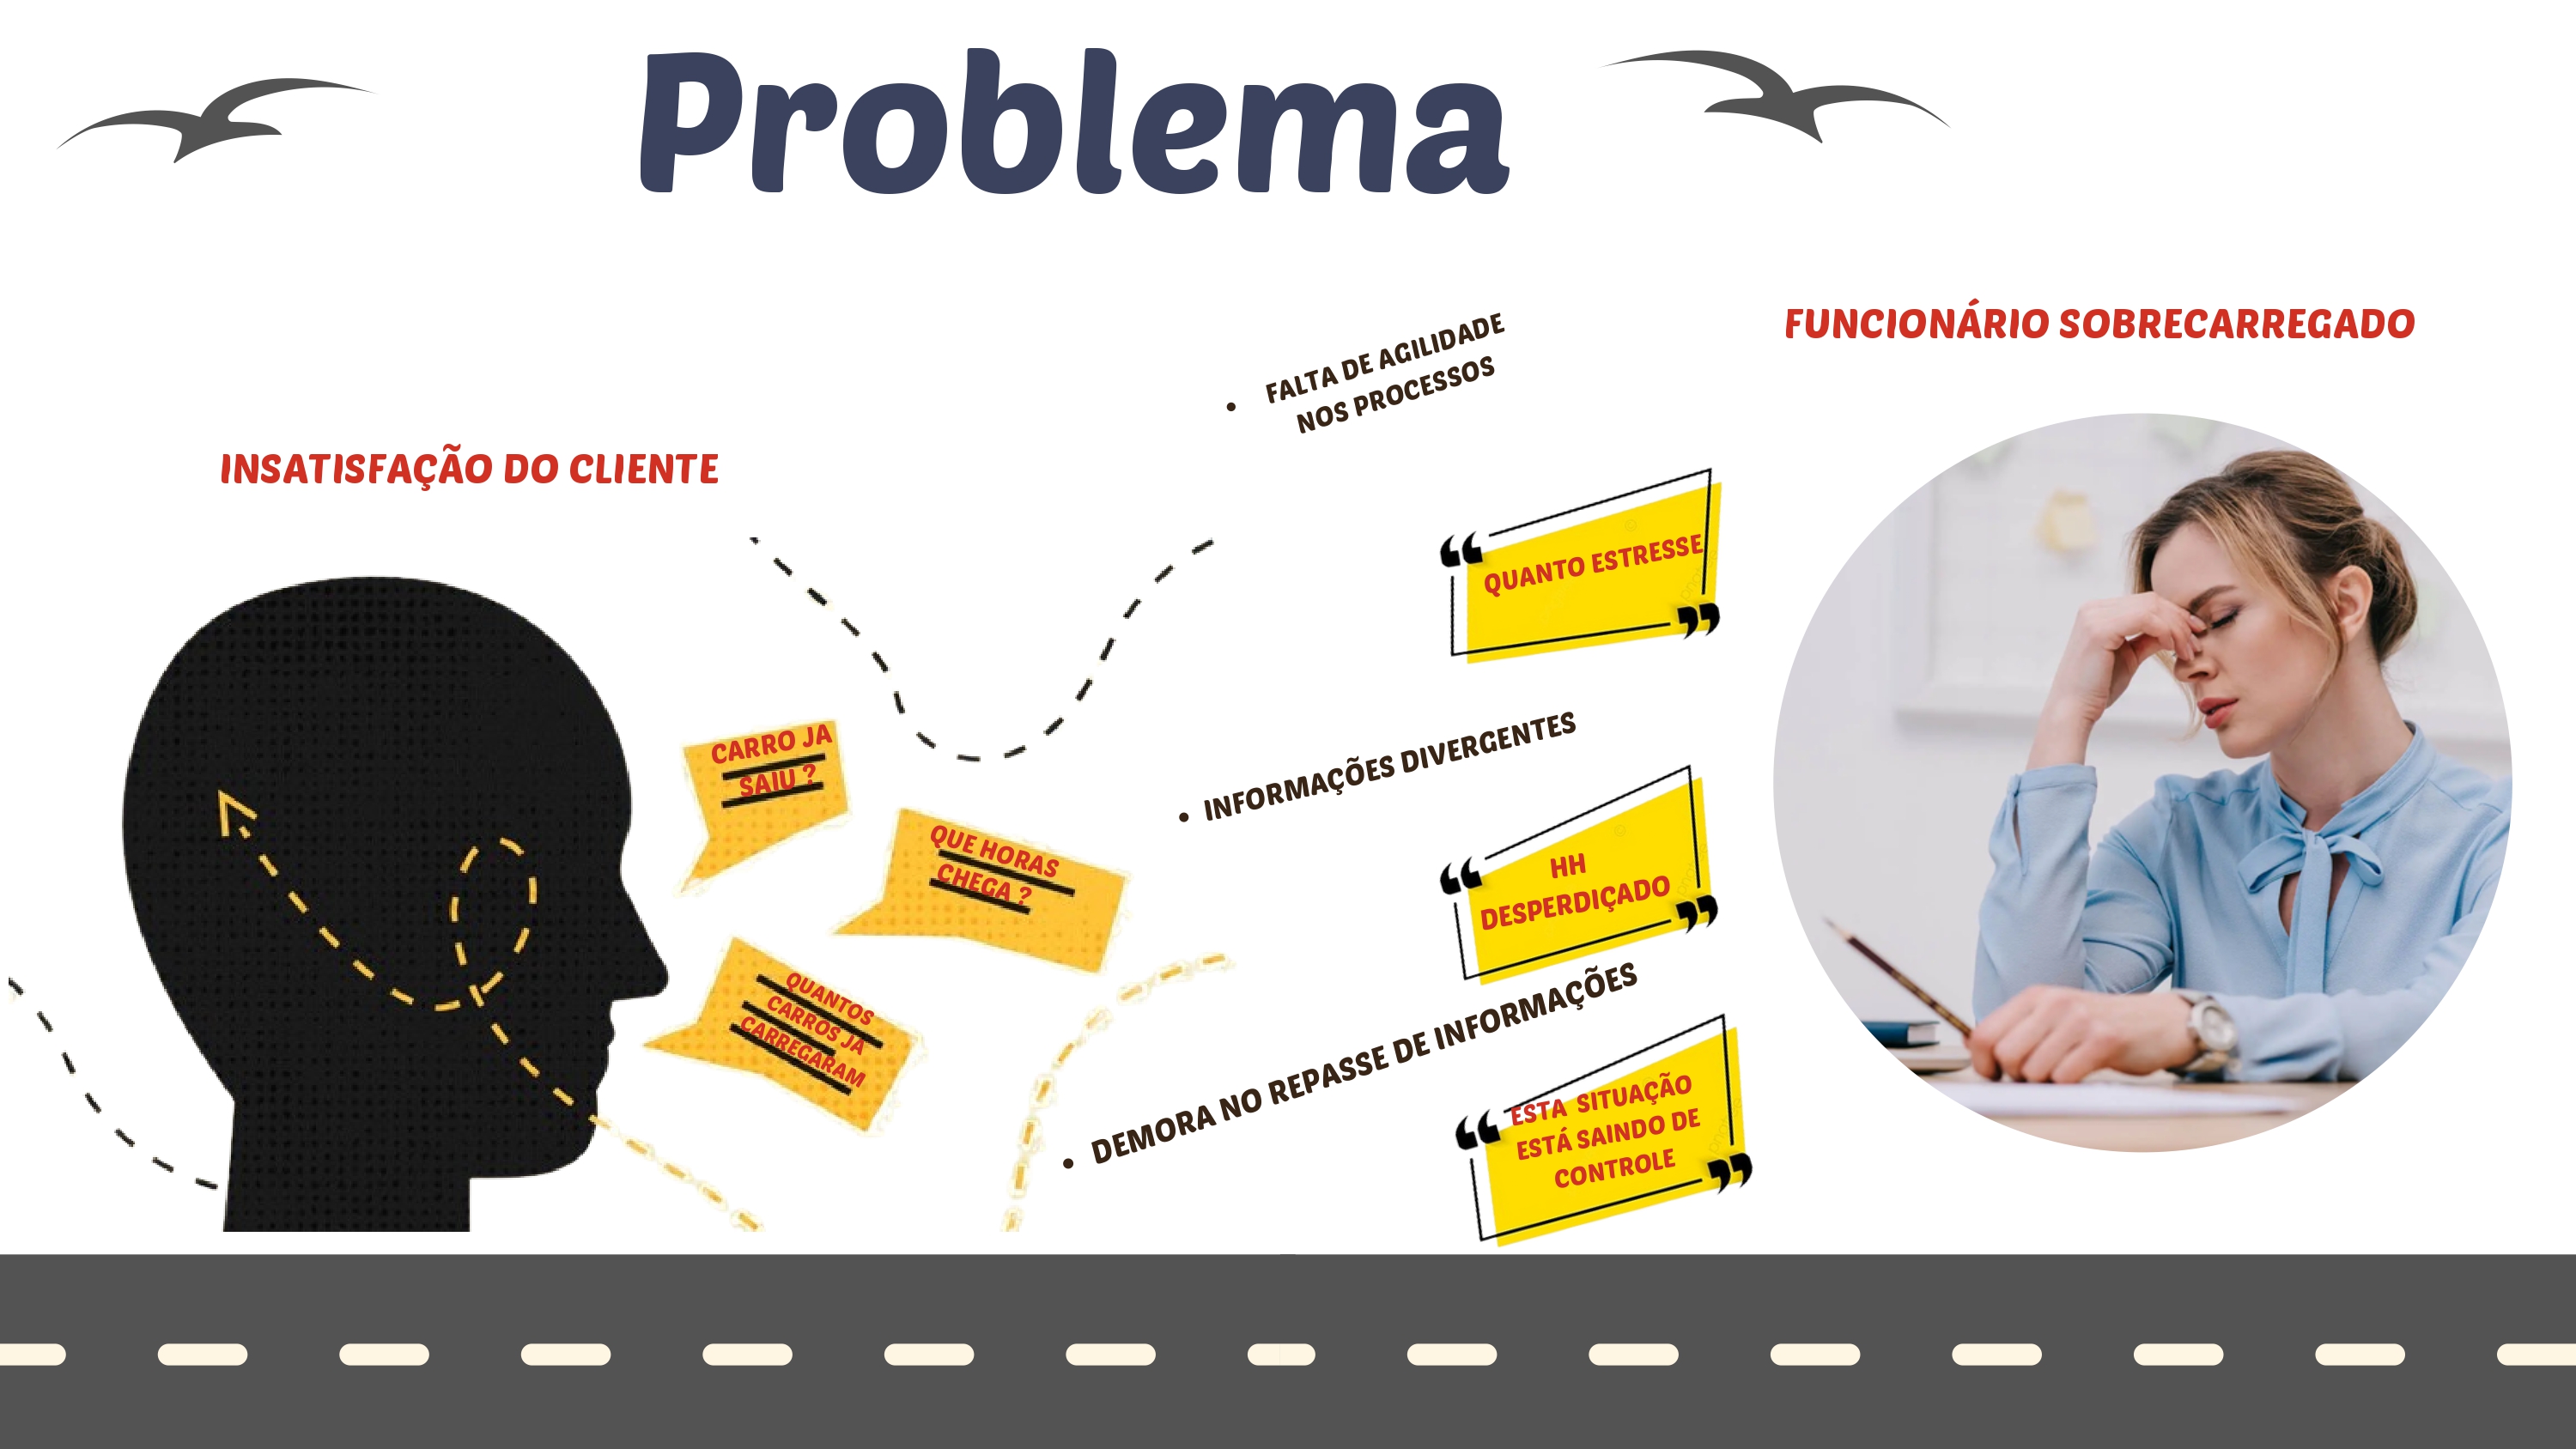 Problema
INSATISFAÇÃO DO CLIENTE
CARRO JA
SAIU ?
QUE HORAS
CHEGA ?
QUANTOS
CARROS JA
CARREGARAM
• FALTA DE AGILIDADE
NOS PROCESSOS
• INFORMAÇÕES DIVERGENTES
• DEMORA NO REPASSE DE INFORMAÇÕES
FUNCIONÁRIO SOBRECARREGADO
QUANTO ESTRESSE
HH
DESPERDIÇADO
ESTA SITUAÇÃO
ESTÁ SAINDO DE
CONTROLE